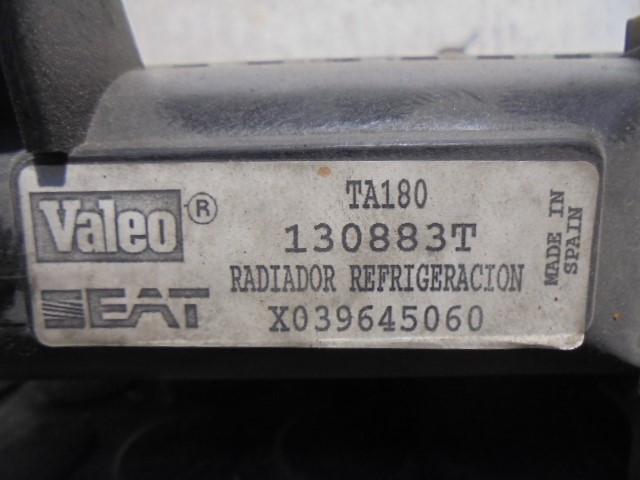 Valeo ® TA180
130883T
RADIADOR REFRIGERACION
SEAT X039645060
MADE IN
SPAIN